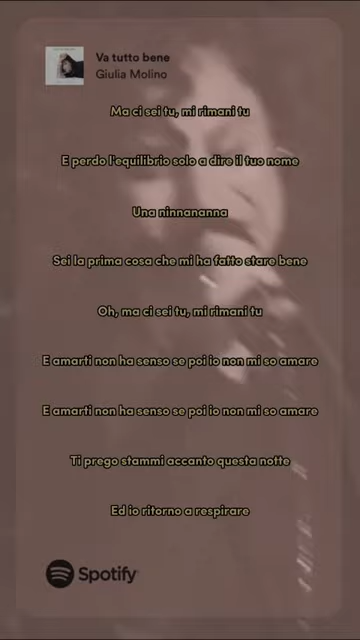 Va tutto bene
Giulia Molino
Ma ci sei tu, mi rimani tu
E perdo l'equilibrio solo a dire il tuo nome
Una ninnananna
Sei la prima cosa che mi ha fatto stare bene
Oh, ma ci sei tu, mi rimani tu
E amarti non ha senso se poi io non mi so amare
E amarti non ha senso se poi io non mi so amare
Ti prego stammi accanto questa notte
Ed io ritorno a respirare
Spotify